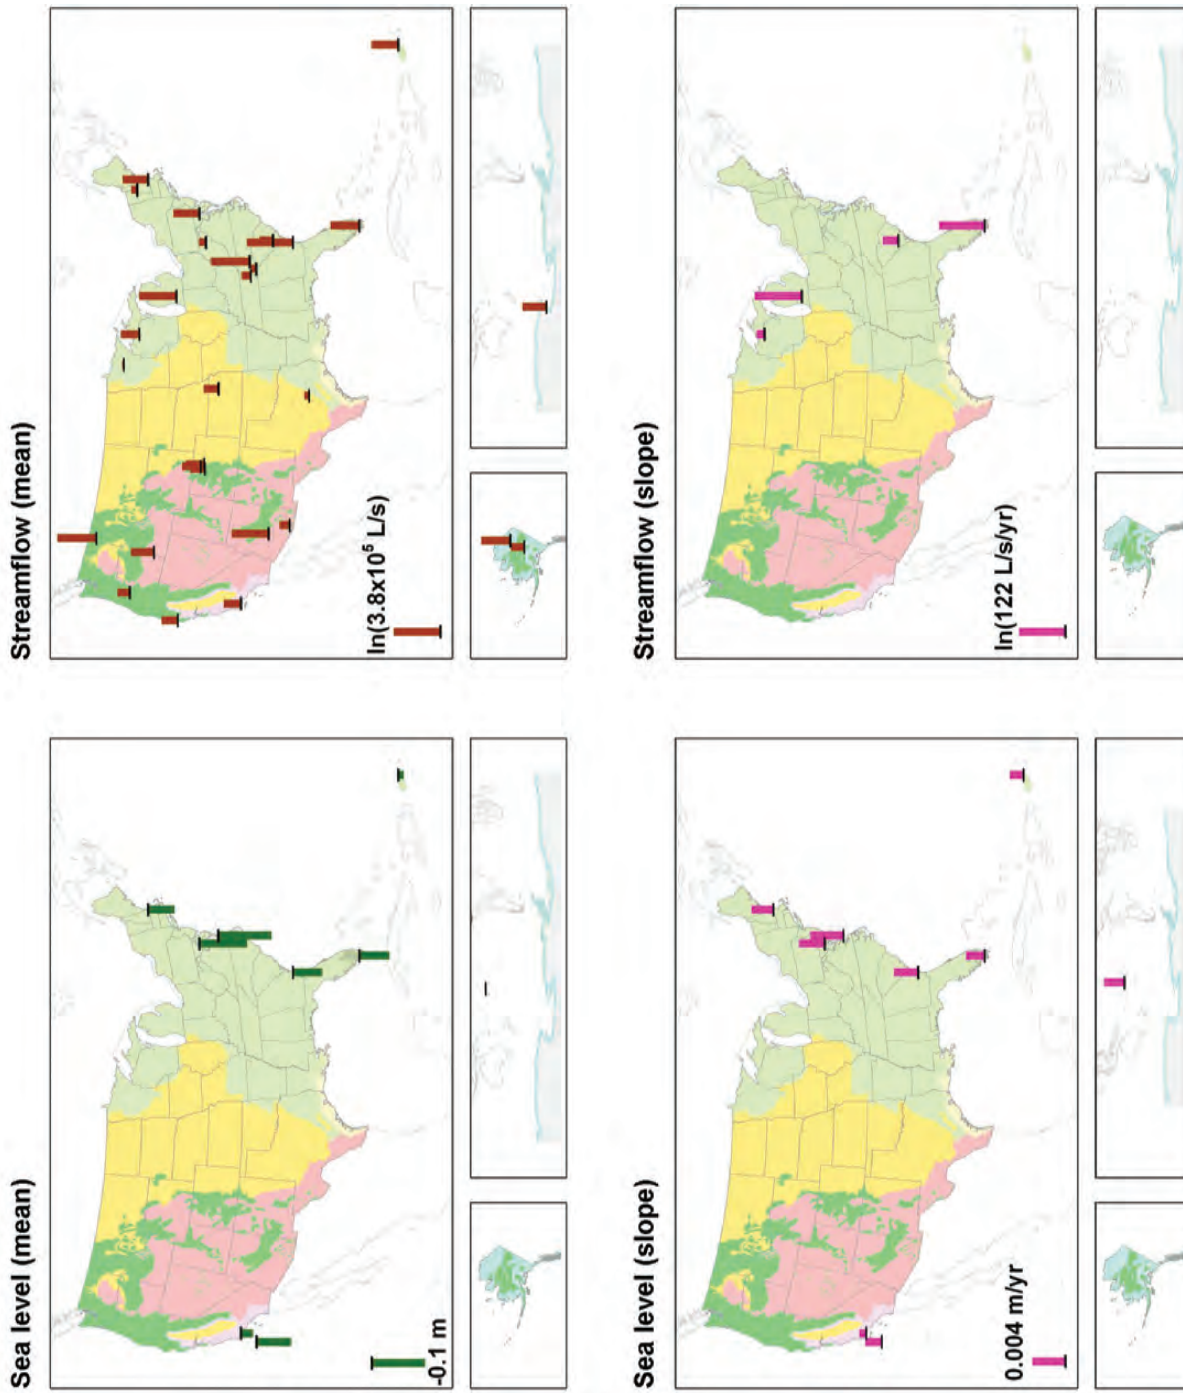 Sea level (mean)
-0.1 m
Streamflow (mean)
ln(3.8x10⁵ L/s)
Sea level (slope)
0.004 m/yr
Streamflow (slope)
ln(122 L/s/yr)